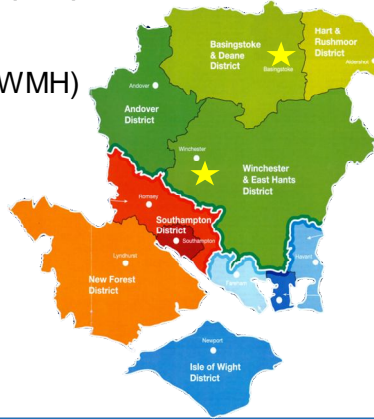 WMH)
Basingstoke
& Deane
District
Basingstoke
Hart &
Rushmoor
District
Andover
Andover
District
Winchester
Winchester
& East Hants
District
Romsey
Southampton
District
Southampton
Havant
Fareham
Lyndhurst
New Forest
District
Newport
Isle of Wight
District